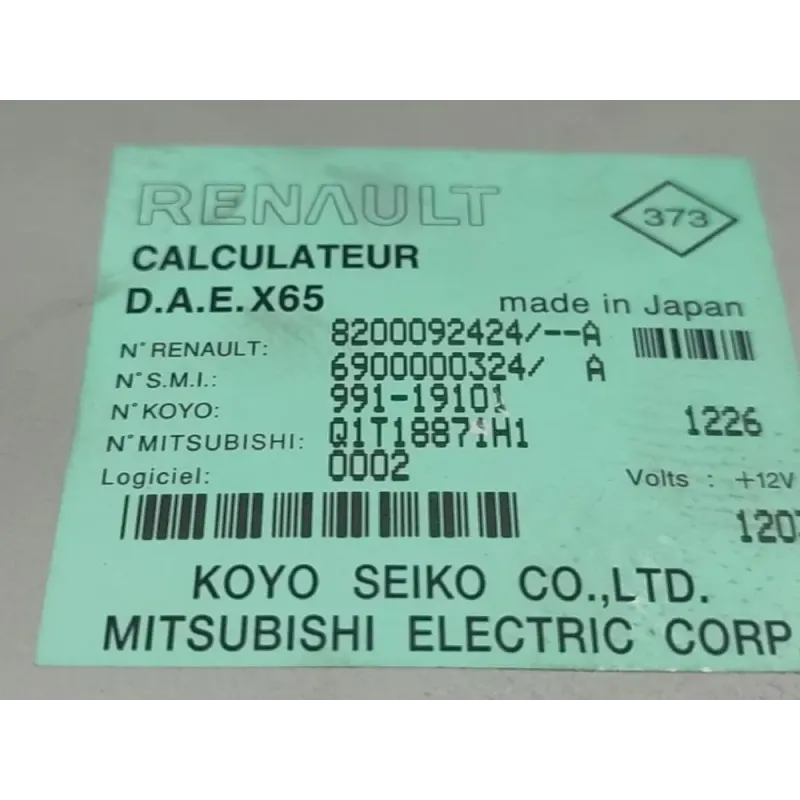 RENAULT
373
CALCULATEUR
D.A.E. X65
made in Japan
N° RENAULT: 8200092424/--A
N° S.M.I.: 6900000324/ A
N° KOYO: 991-19101
1226
N° MITSUBISHI: Q1T18871H1
Logiciel: 0002
Volts : +12V
KOYO SEIKO CO.,LTD.
MITSUBISHI ELECTRIC CORP